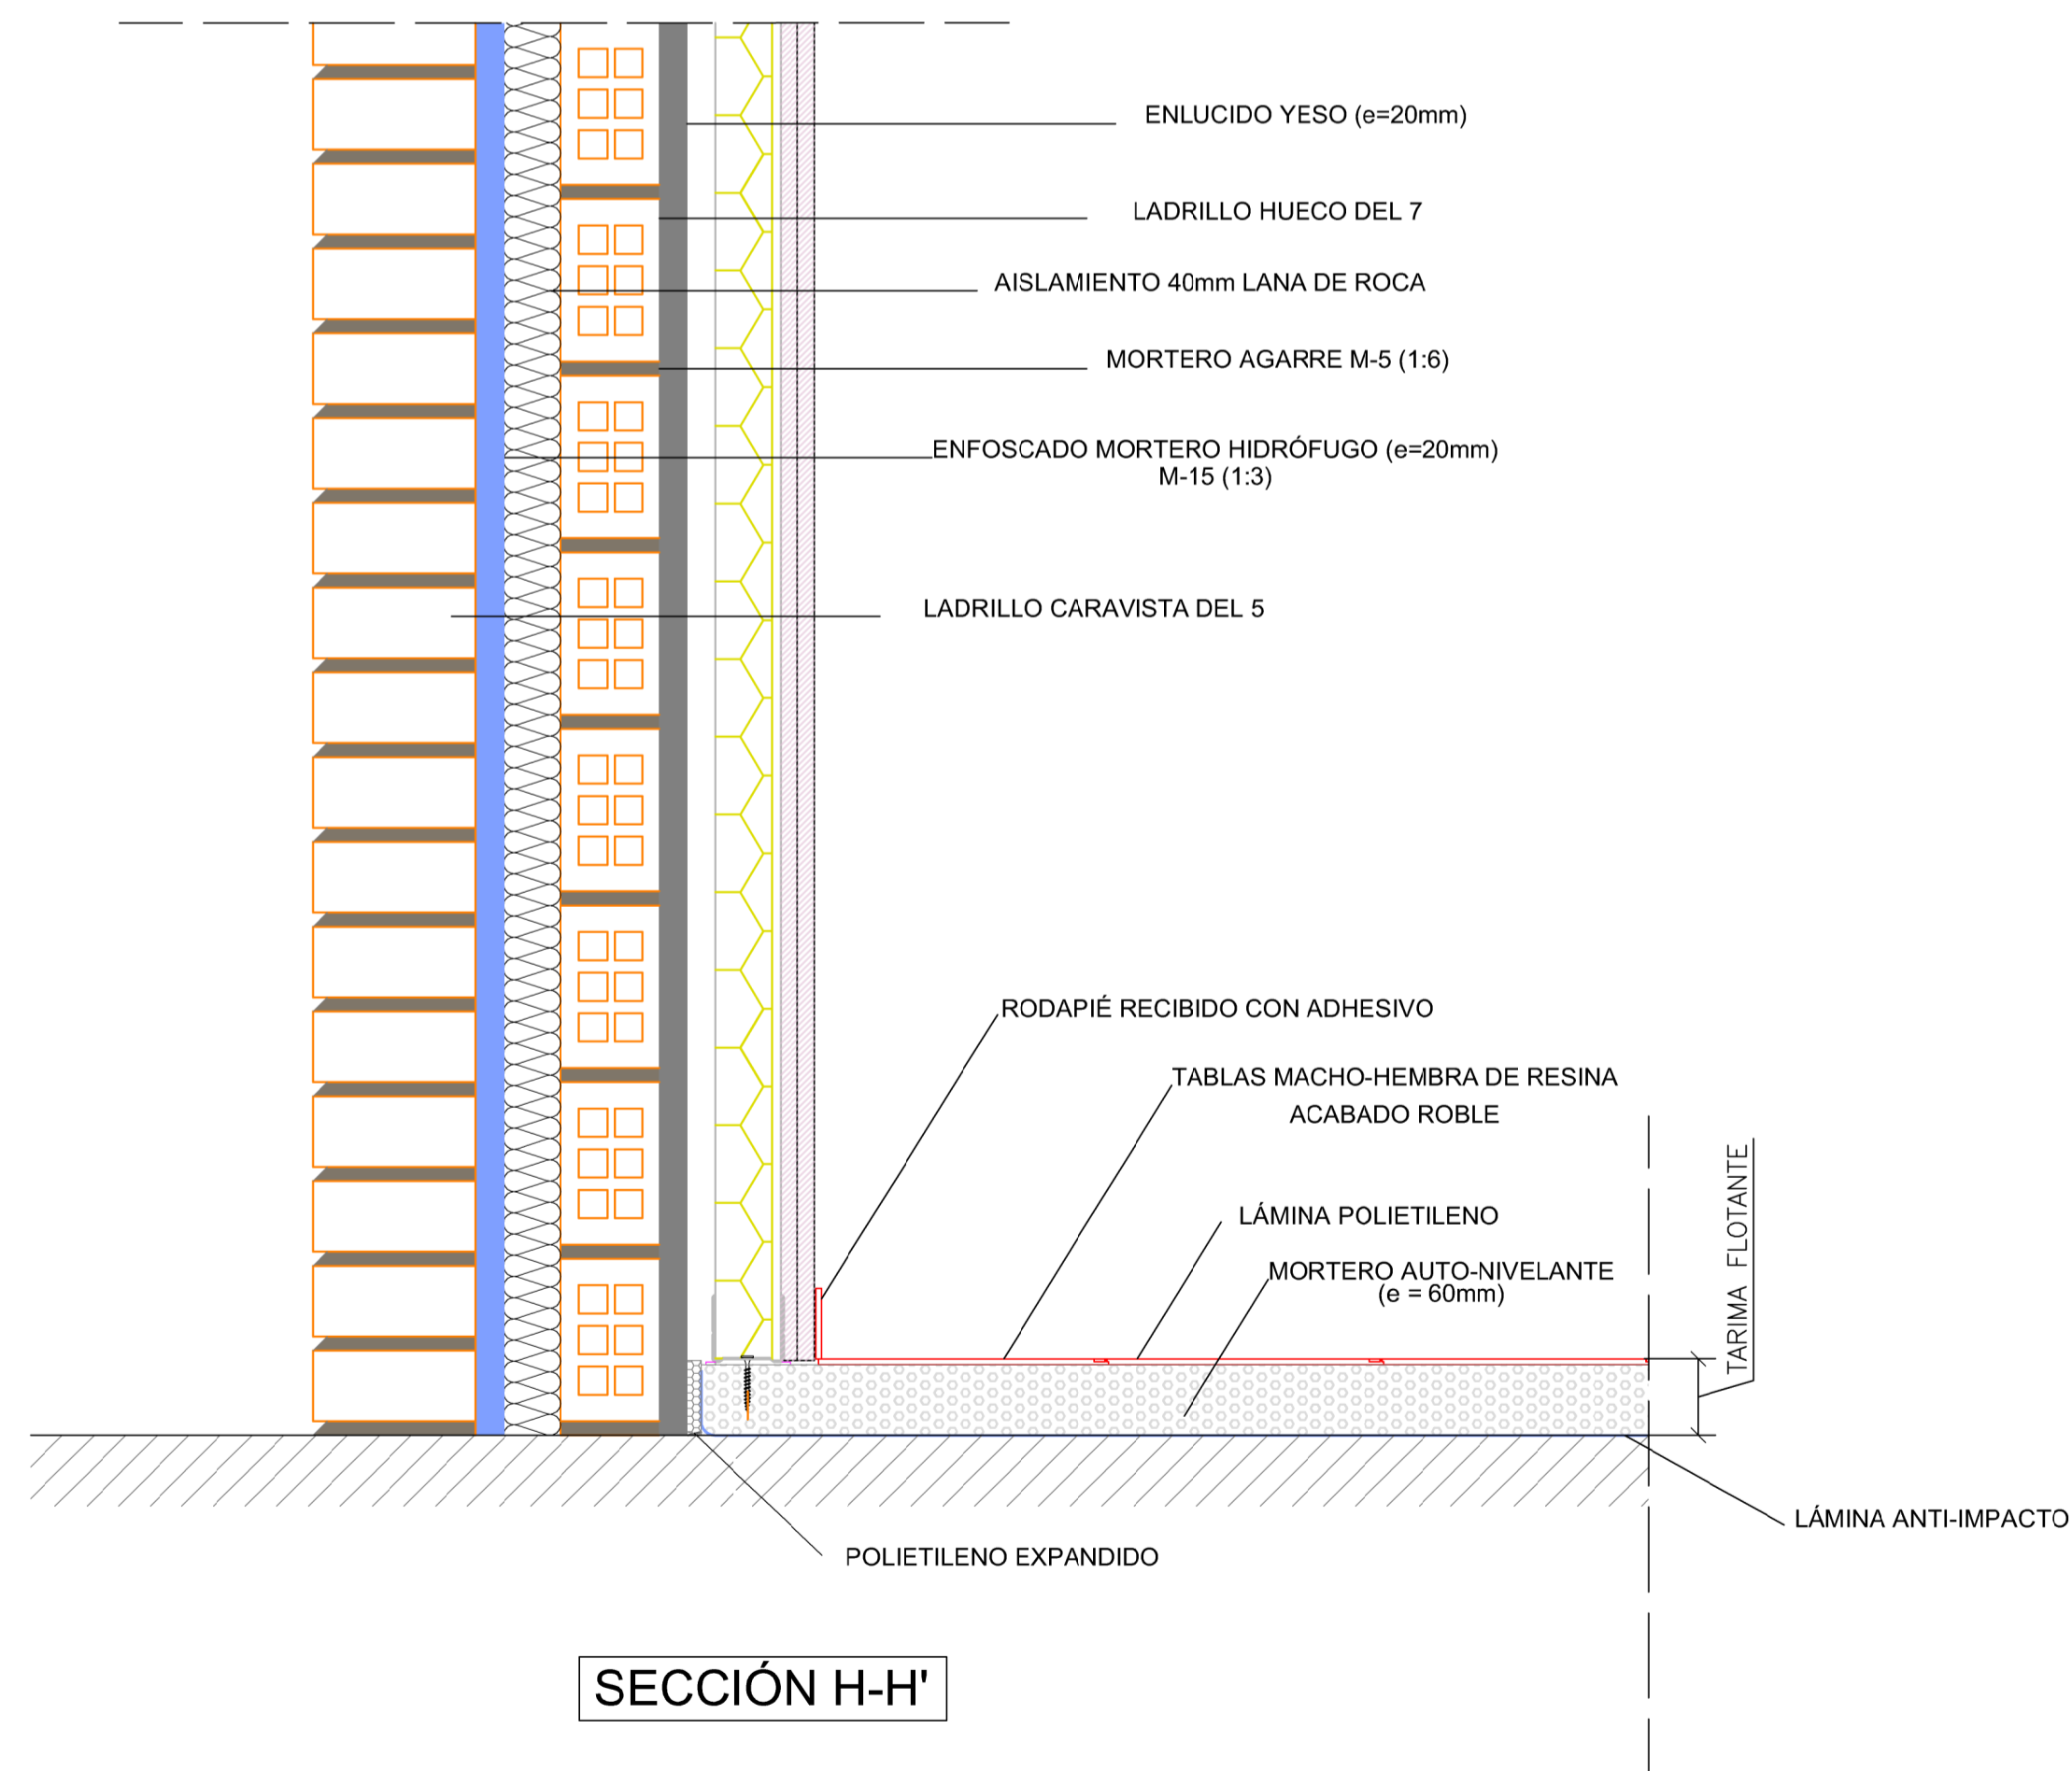 ENLUCIDO YESO (e=20mm)
LADRILLO HUECO DEL 7
AISLAMIENTO 40mm LANA DE ROCA
MORTERO AGARRE M-5 (1:6)
ENFOSCADO MORTERO HIDRÓFUGO (e=20mm)
M-15 (1:3)
LADRILLO CARAVISTA DEL 5
RODAPIÉ RECIBIDO CON ADHESIVO
TABLAS MACHO-HEMBRA DE RESINA
ACABADO ROBLE
LÁMINA POLIETILENO
MORTERO AUTO-NIVELANTE
(e = 60mm)
TARIMA FLOTANTE
LÁMINA ANTI-IMPACTO
POLIETILENO EXPANDIDO
SECCIÓN H-H'